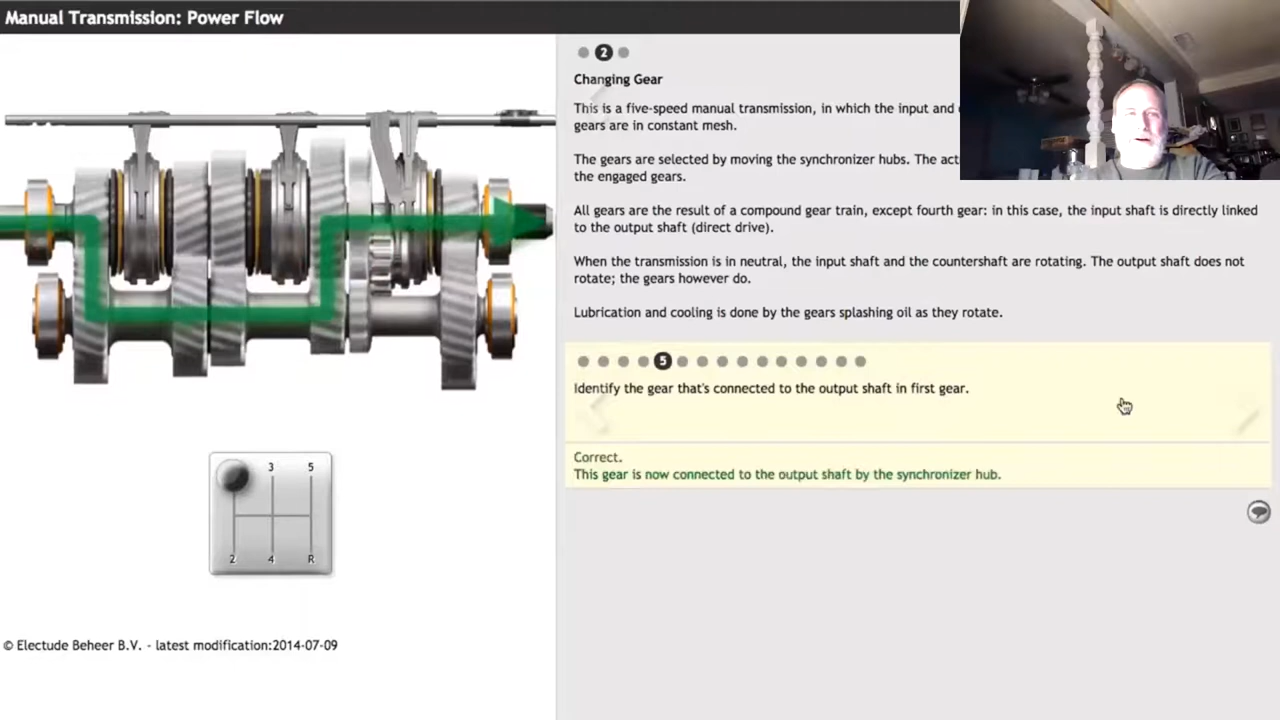 Manual Transmission: Power Flow
2
Changing Gear
This is a five-speed manual transmission, in which the input and
gears are in constant mesh.
The gears are selected by moving the synchronizer hubs. The
the engaged gears.
All gears are the result of a compound gear train, except fourth gear: in this case, the input shaft is directly linked
to the output shaft (direct drive).
When the transmission is in neutral, the input shaft and the countershaft are rotating. The output shaft does not
rotate; the gears however do.
Lubrication and cooling is done by the gears splashing oil as they rotate.
5
Identify the gear that's connected to the output shaft in first gear.
Correct.
This gear is now connected to the output shaft by the synchronizer hub.
3 5
2 4 R
© Electude Beheer B.V. - latest modification:2014-07-09